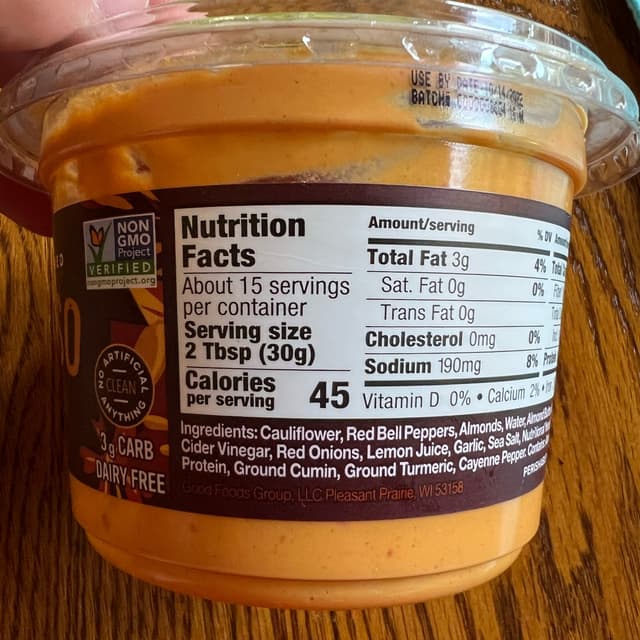 USE BY DATE
BATCH#
NON
GMO
Project
VERIFIED
nongmoproject.org
NO ARTIFICIAL
CLEAN
ANYTHING
3g CARB
DAIRY FREE
Nutrition
Facts
About 15 servings
per container
Serving size
2 Tbsp (30g)
Calories 45
per serving
Amount/serving % DV
Total Fat 3g 4%
Sat. Fat 0g 0%
Trans Fat 0g
Cholesterol 0mg 0%
Sodium 190mg 8%
Vitamin D 0% • Calcium 2% •
Ingredients: Cauliflower, Red Bell Peppers, Almonds, Water,
Cider Vinegar, Red Onions, Lemon Juice, Garlic, Sea Salt,
Protein, Ground Cumin, Ground Turmeric, Cayenne Pepper.
Good Foods Group, LLC Pleasant Prairie, WI 53158